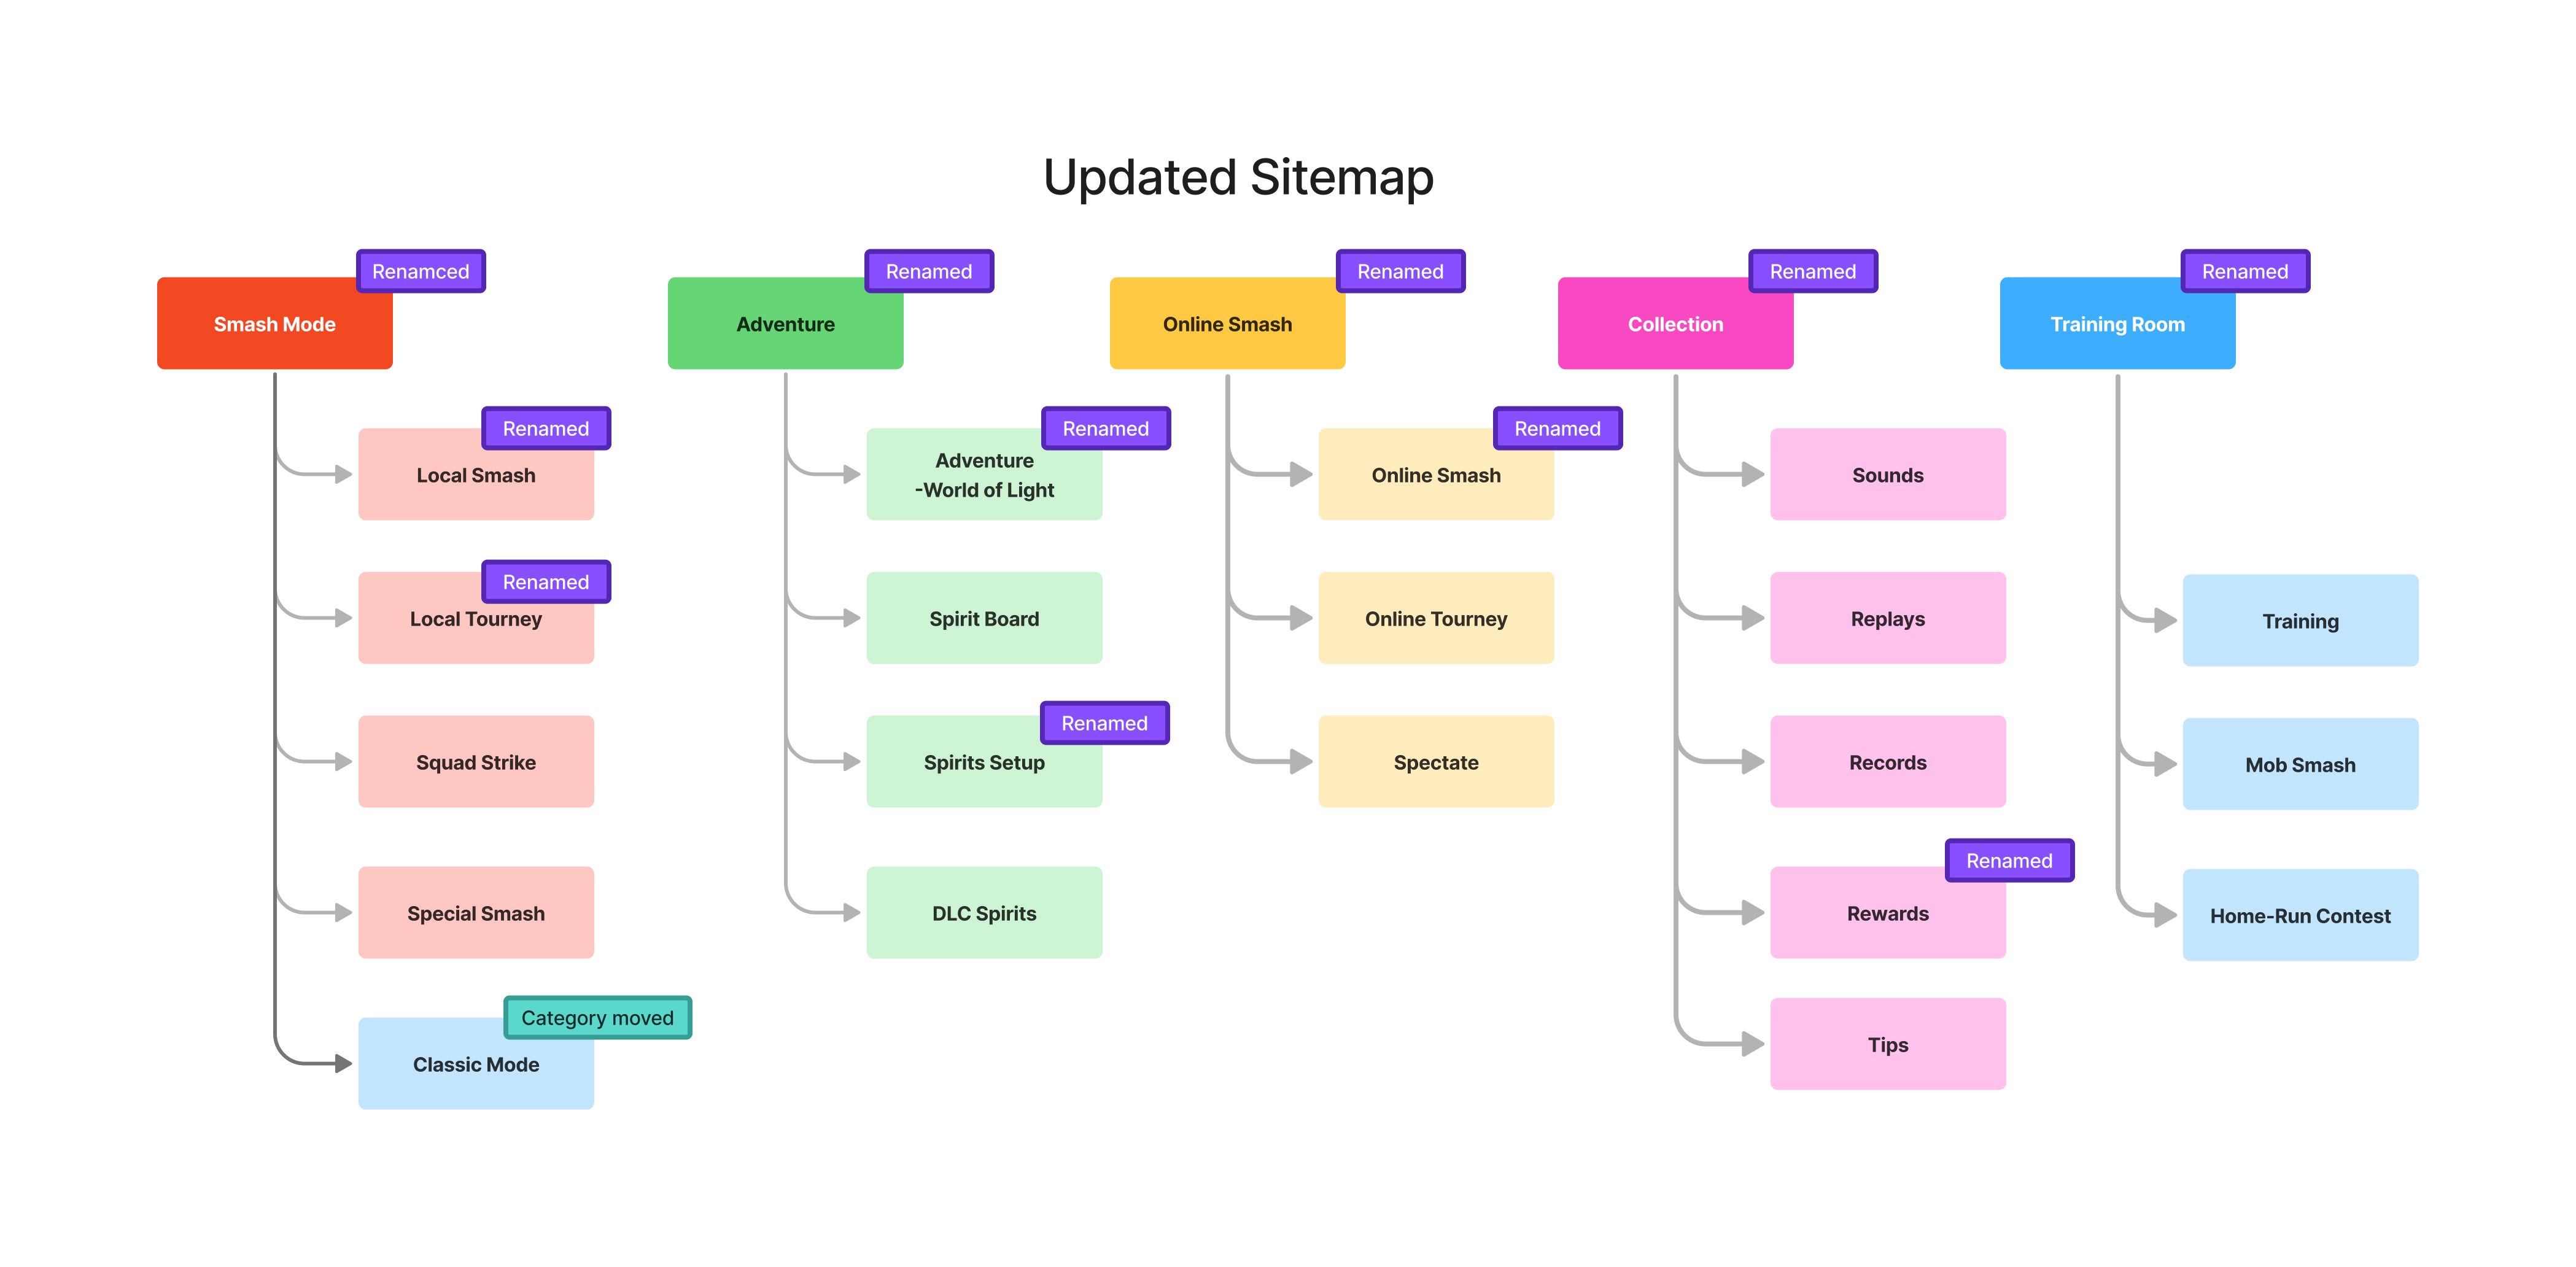 Updated Sitemap
Renamced
Smash Mode
Renamed
Local Smash
Renamed
Local Tourney
Squad Strike
Special Smash
Category moved
Classic Mode
Renamed
Adventure
Renamed
Adventure
-World of Light
Spirit Board
Renamed
Spirits Setup
DLC Spirits
Renamed
Online Smash
Renamed
Online Smash
Online Tourney
Spectate
Renamed
Collection
Sounds
Replays
Records
Renamed
Rewards
Tips
Renamed
Training Room
Training
Mob Smash
Home-Run Contest